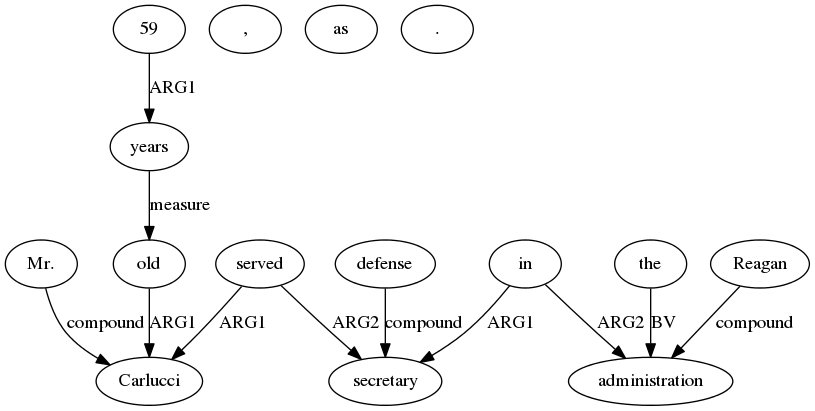 59 , as .
ARG1
years
measure
Mr. old served defense in the Reagan
compound ARG1 ARG1 ARG2 compound ARG1 ARG2 BV compound
Carlucci secretary administration